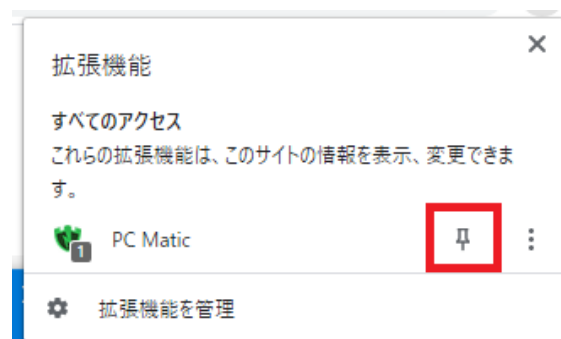 拡張機能
すべてのアクセス
これらの拡張機能は、このサイトの情報を表示、変更できま
す。
1
PC Matic
拡張機能を管理